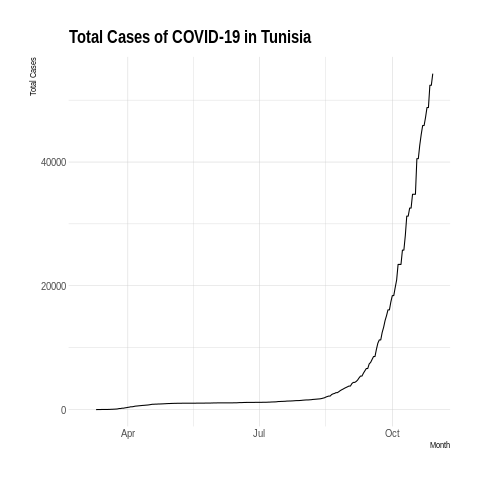 Total Cases of COVID-19 in Tunisia
Total Cases
40000
20000
0
Apr
Jul
Oct
Month